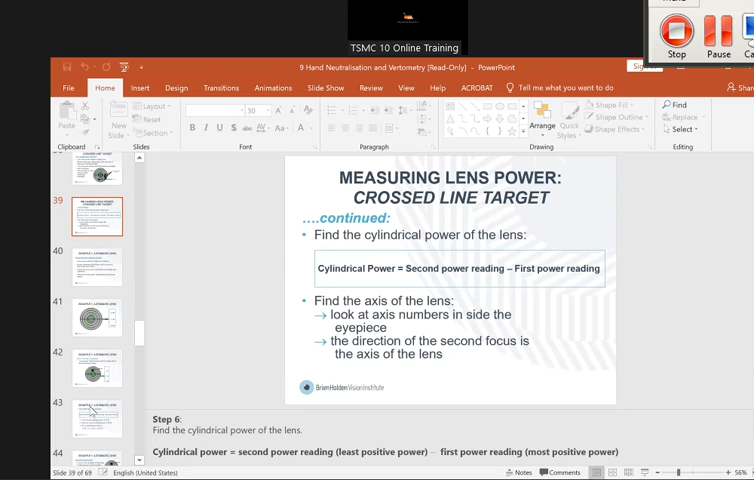 TSMC 10 Online Training
Stop
Pause
9 Hand Neutralisation and Vertometry [Read-Only] - PowerPoint
File
Home
Insert
Design
Transitions
Animations
Slide Show
Review
View
Help
ACROBAT
Tell me what you want to do
Paste
New
Slide
Layout
Reset
Section
30
Arrange
Quick
Styles
Shape Fill
Shape Outline
Shape Effects
Find
Replace
Select
Clipboard
Slides
Font
Paragraph
Drawing
Editing
39
40
41
42
43
44
MEASURING LENS POWER:
CROSSED LINE TARGET
....continued:
• Find the cylindrical power of the lens:
Cylindrical Power = Second power reading – First power reading
• Find the axis of the lens:
→ look at axis numbers in side the
eyepiece
→ the direction of the second focus is
the axis of the lens
BrienHoldenVisionInstitute
Step 6:
Find the cylindrical power of the lens.
Cylindrical power = second power reading (least positive power) – first power reading (most positive power)
Slide 39 of 69
English (United States)
Notes
Comments
56%